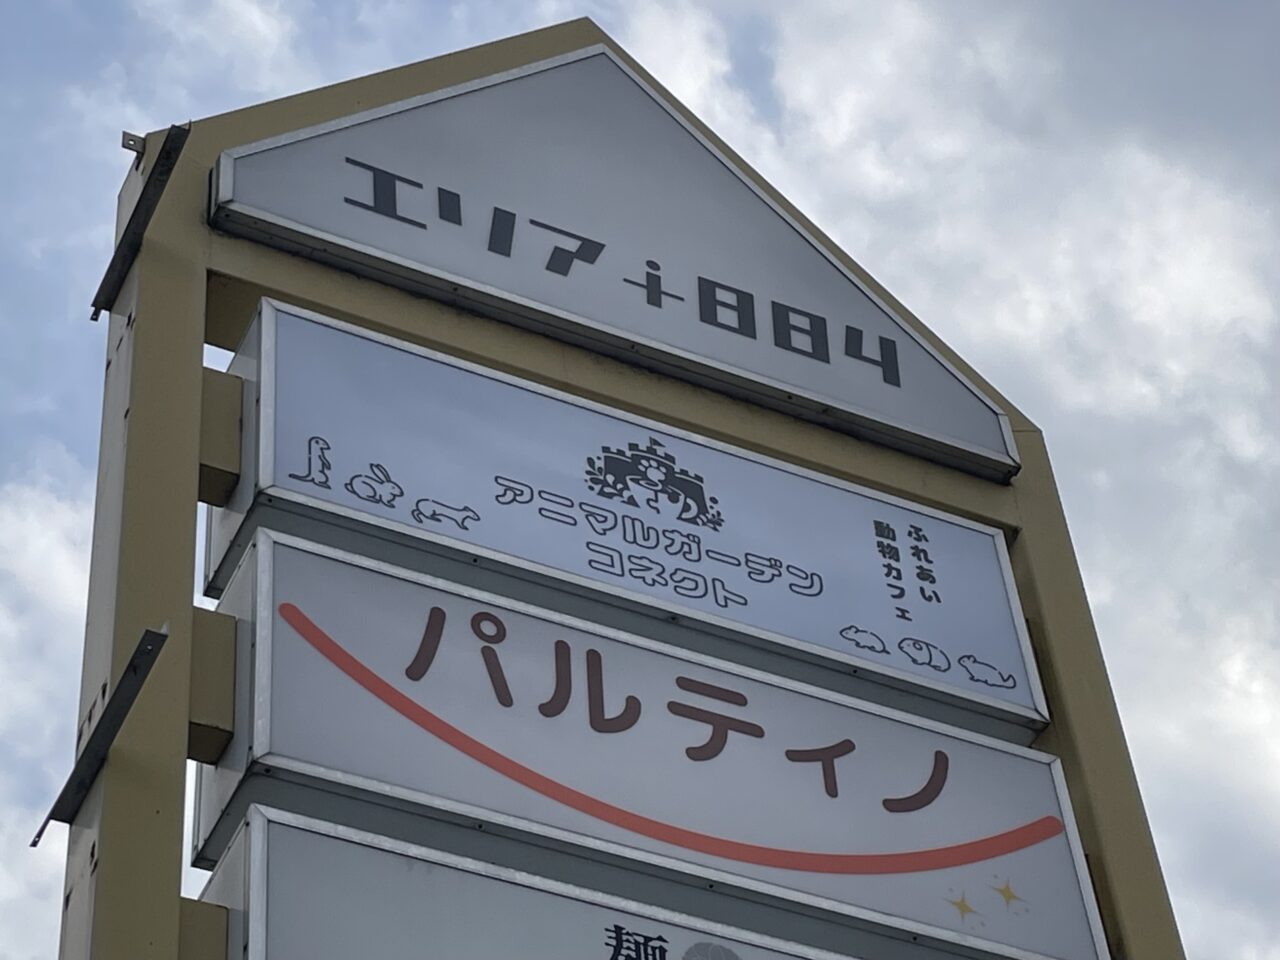 エリア+884
アニマルガーデン
コネクト
ふれあい
動物カフェ
パルティノ
麺